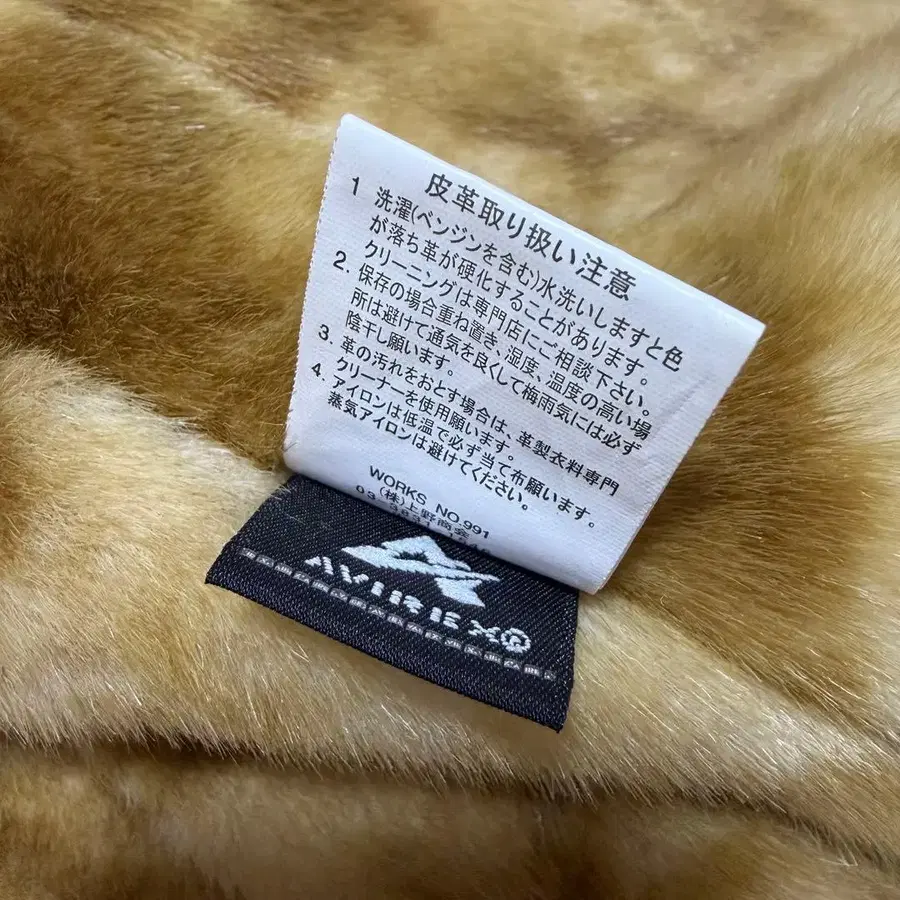 皮革取り扱い注意
1 洗濯(ベンジンを含む)水洗いしますと色
が落ち革が硬化することがあります。
クリーニングは専門店にご相談下さい。
2. 保存の場合重ね置き、湿度、温度の高い場
所は避けて通気を良くして梅雨気には必ず
陰干し願います。
3. 革の汚れをおとす場合は、革製衣料専門
クリーナーを使用願います。
4. アイロンは低温で必ず当て布願います。
蒸気アイロンは避けてください。
WORKS NO.991
(株)上野商会
03 3831
AVIREX®